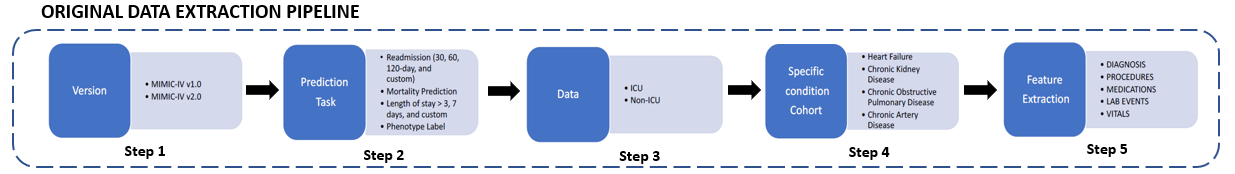 ORIGINAL DATA EXTRACTION PIPELINE
Version
• MIMIC-IV v1.0
• MIMIC-IV v2.0
Step 1
Prediction
Task
• Readmission (30, 60,
120-day, and
custom)
• Mortality Prediction
• Length of stay > 3, 7
days, and custom
• Phenotype Label
Step 2
Data
• ICU
• Non-ICU
Step 3
Specific
condition
Cohort
• Heart Failure
• Chronic Kidney
Disease
• Chronic Obstructive
Pulmonary Disease
• Chronic Artery
Disease
Step 4
Feature
Extraction
• DIAGNOSIS
• PROCEDURES
• MEDICATIONS
• LAB EVENTS
• VITALS
Step 5